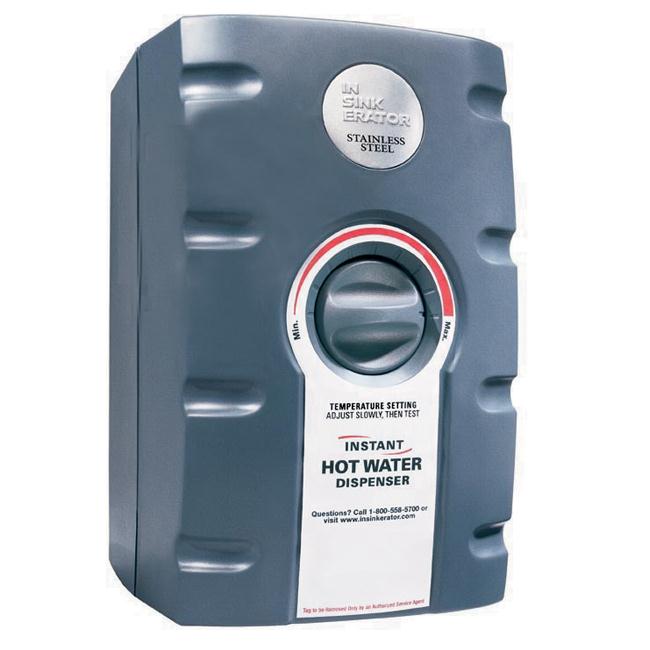 IN
SINK
ERATOR
STAINLESS
STEEL
Min.
Max.
TEMPERATURE SETTING
ADJUST SLOWLY, THEN TEST
INSTANT
HOT WATER
DISPENSER
Questions? Call 1-800-558-5700 or
visit www.insinkerator.com
Tag to be Removed Only by an Authorized Service Agent